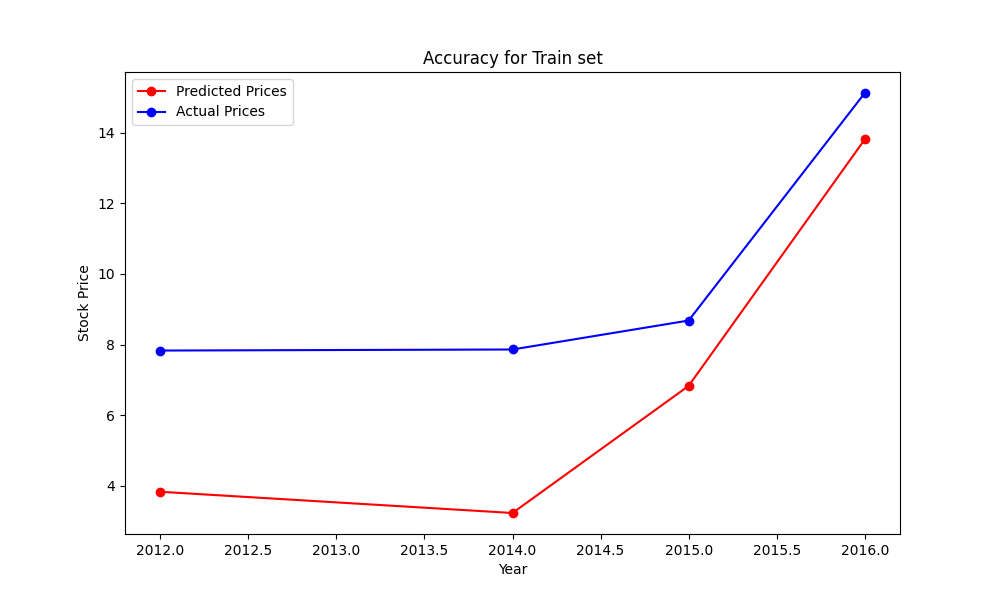 Accuracy for Train set
Predicted Prices
Actual Prices
14
12
10
8
6
4
Stock Price
2012.0 2012.5 2013.0 2013.5 2014.0 2014.5 2015.0 2015.5 2016.0
Year